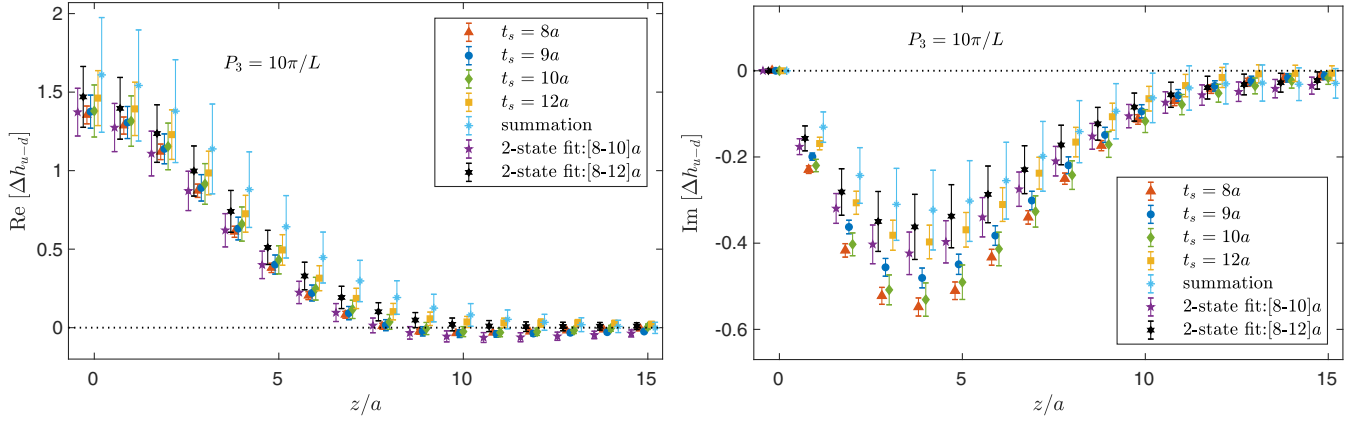 2
1.5
1
0.5
0
Re [Δh_{u-d}]
P_3 = 10π/L
t_s = 8a
t_s = 9a
t_s = 10a
t_s = 12a
summation
2-state fit:[8-10]a
2-state fit:[8-12]a
0 5 10 15
z/a
0
-0.2
-0.4
-0.6
Im [Δh_{u-d}]
P_3 = 10π/L
t_s = 8a
t_s = 9a
t_s = 10a
t_s = 12a
summation
2-state fit:[8-10]a
2-state fit:[8-12]a
0 5 10 15
z/a